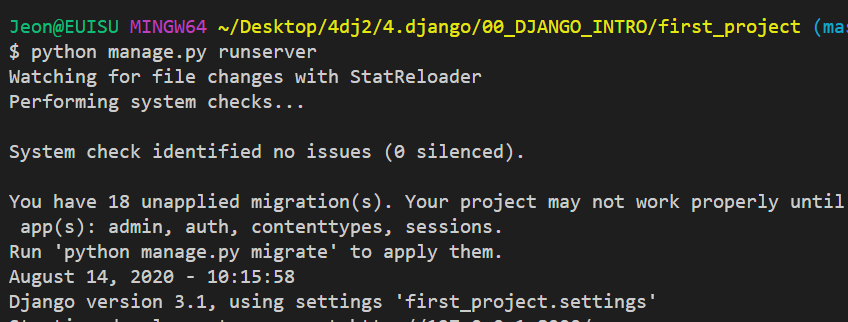 Jeon@EUISU MINGW64 ~/Desktop/4dj2/4.django/00_DJANGO_INTRO/first_project (mas
$ python manage.py runserver
Watching for file changes with StatReloader
Performing system checks...
System check identified no issues (0 silenced).
You have 18 unapplied migration(s). Your project may not work properly until
app(s): admin, auth, contenttypes, sessions.
Run 'python manage.py migrate' to apply them.
August 14, 2020 - 10:15:58
Django version 3.1, using settings 'first_project.settings'